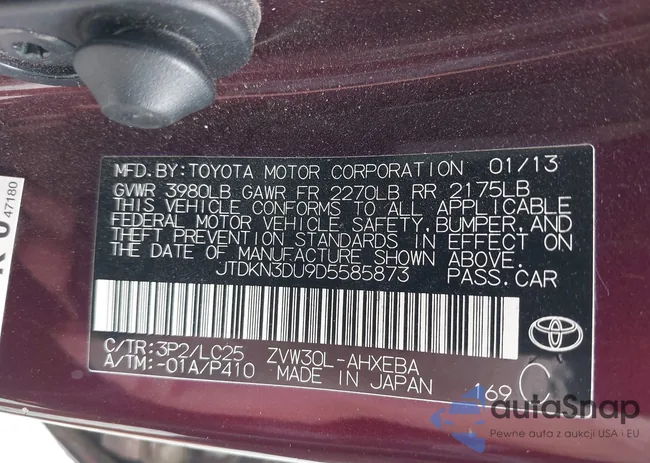 MFD.BY:TOYOTA MOTOR CORPORATION 01/13
GVWR 3980LB GAWR FR 2270LB RR 2175LB
THIS VEHICLE CONFORMS TO ALL APPLICABLE
FEDERAL MOTOR VEHICLE SAFETY,BUMPER,AND
THEFT PREVENTION STANDARDS IN EFFECT ON
THE DATE OF MANUFACTURE SHOWN ABOVE.
JTDKN3DU9D5585873 PASS.CAR
C/TR:3P2/LC25 ZVW30L-AHXEBA
A/TM:-01A/P410 MADE IN JAPAN
169
47180
autoSnap
Pewne auta z aukcji USA i EU